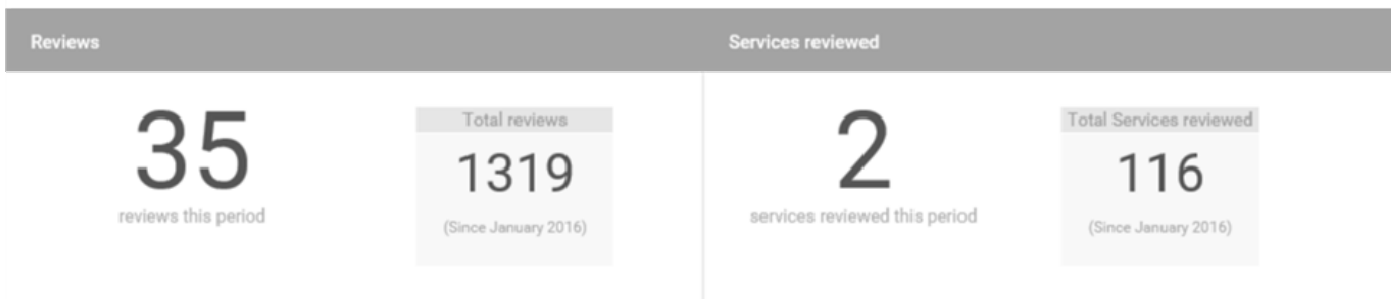 Reviews
35
reviews this period
Total reviews
1319
(Since January 2016)
Services reviewed
2
services reviewed this period
Total Services reviewed
116
(Since January 2016)